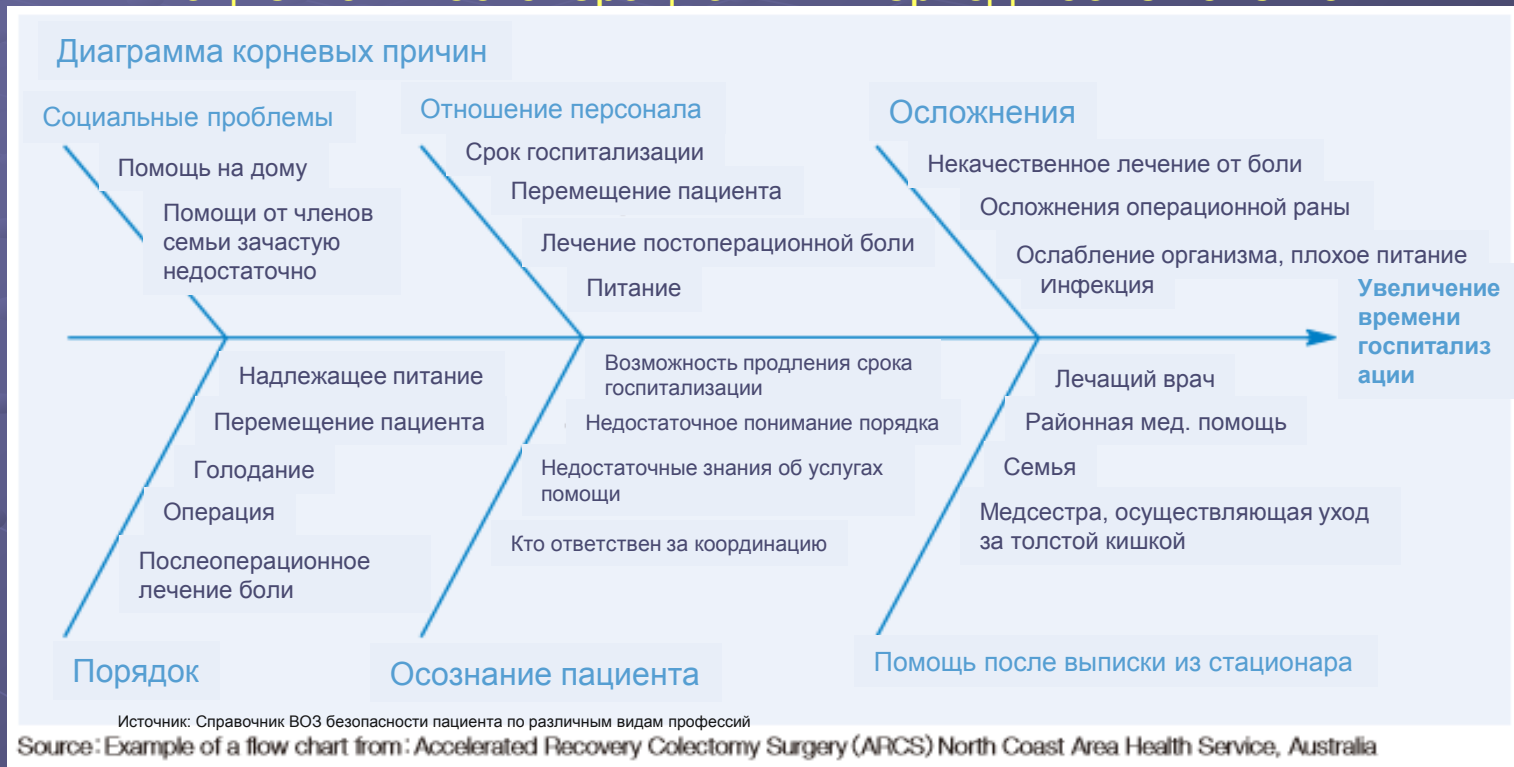 Диаграмма корневых причин
Социальные проблемы
Помощь на дому
Помощи от членов
семьи зачастую
недостаточно
Отношение персонала
Срок госпитализации
Перемещение пациента
Лечение постоперационной боли
Питание
Осложнения
Некачественное лечение от боли
Осложнения операционной раны
Ослабление организма, плохое питание
Инфекция
Увеличение
времени
госпитализ
ации
Надлежащее питание
Перемещение пациента
Голодание
Операция
Послеоперационное
лечение боли
Порядок
Возможность продления срока
госпитализации
Недостаточное понимание порядка
Недостаточные знания об услугах
помощи
Кто ответствен за координацию
Осознание пациента
Лечащий врач
Районная мед. помощь
Семья
Медсестра, осуществляющая уход
за толстой кишкой
Помощь после выписки из стационара
Источник: Справочник ВОЗ безопасности пациента по различным видам профессий
Source: Example of a flow chart from: Accelerated Recovery Colectomy Surgery (ARCS) North Coast Area Health Service, Australia